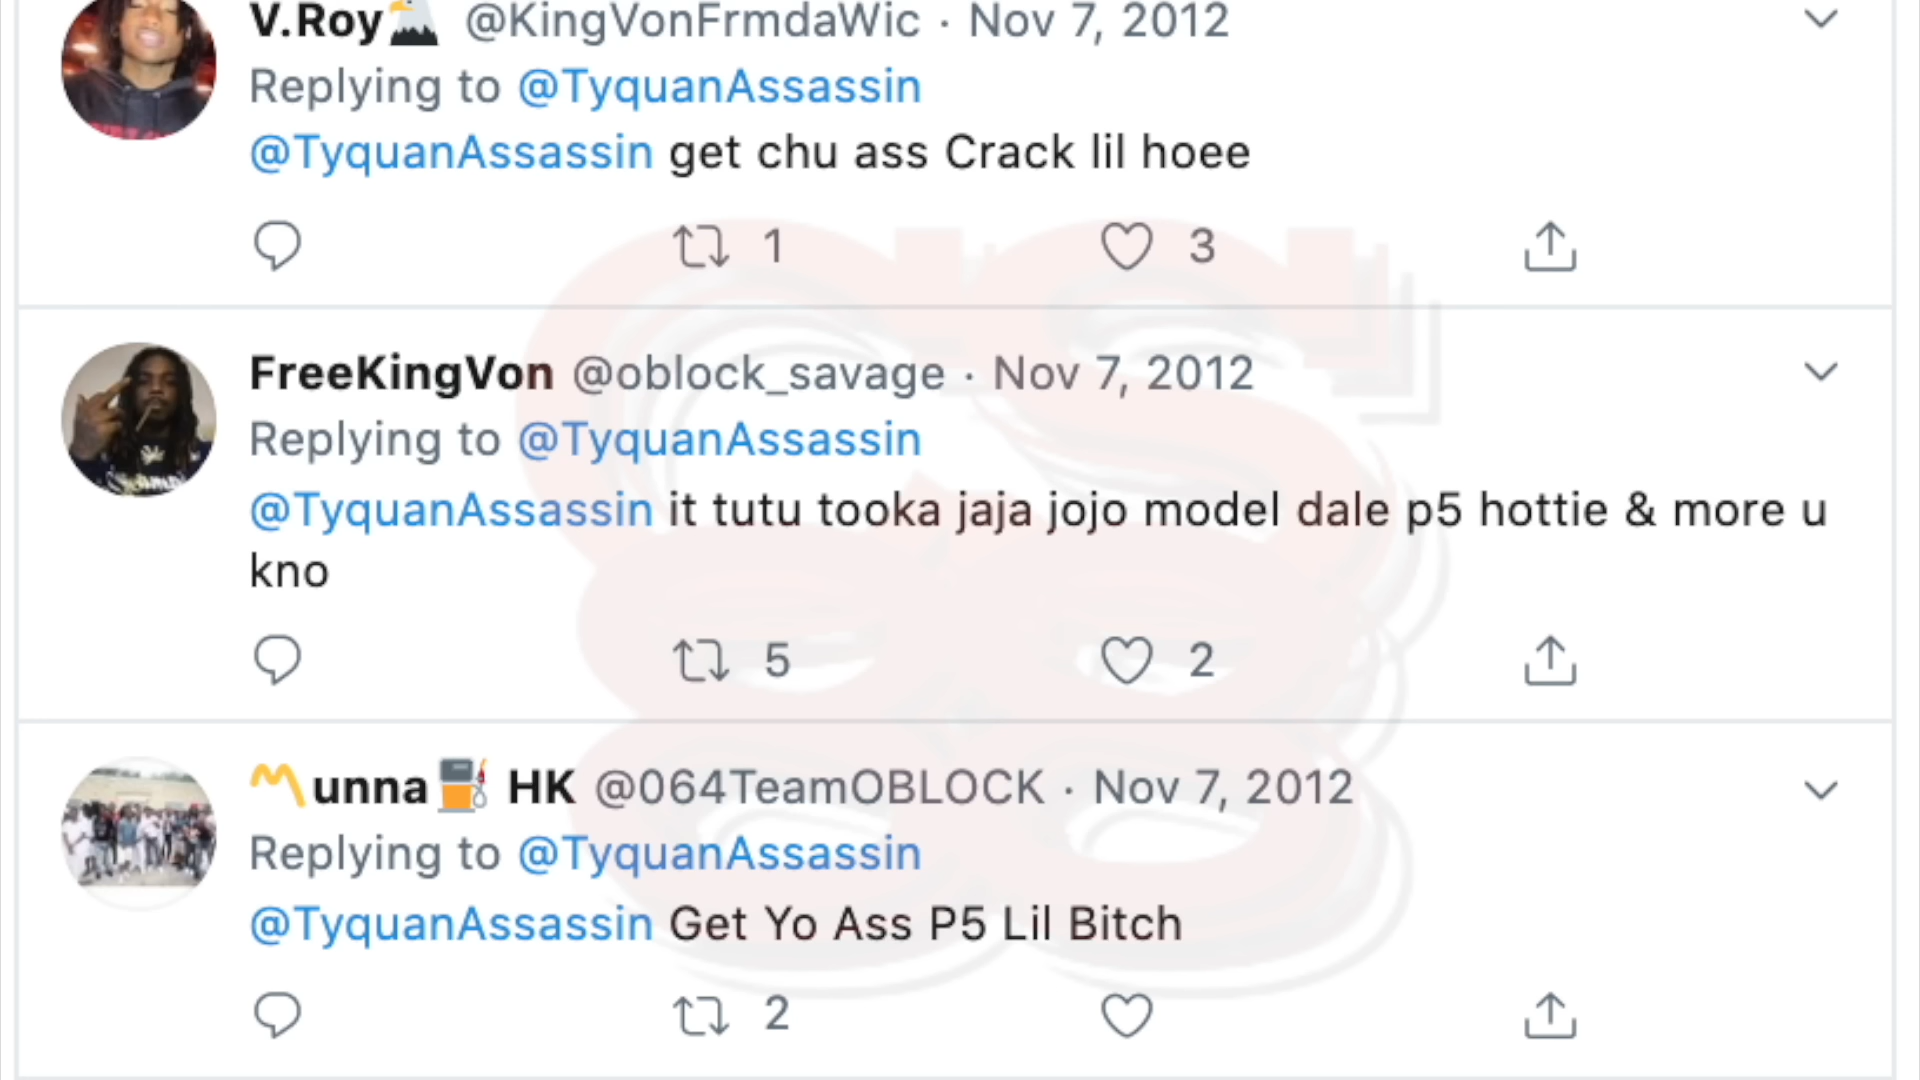 V.Roy🦅 @KingVonFrmdaWic · Nov 7, 2012
Replying to @TyquanAssassin
@TyquanAssassin get chu ass Crack lil hoee
1 3
FreeKingVon @oblock_savage · Nov 7, 2012
Replying to @TyquanAssassin
@TyquanAssassin it tutu tooka jaja jojo model dale p5 hottie & more u
kno
5 2
〽️unna⛽ HK @064TeamOBLOCK · Nov 7, 2012
Replying to @TyquanAssassin
@TyquanAssassin Get Yo Ass P5 Lil Bitch
2